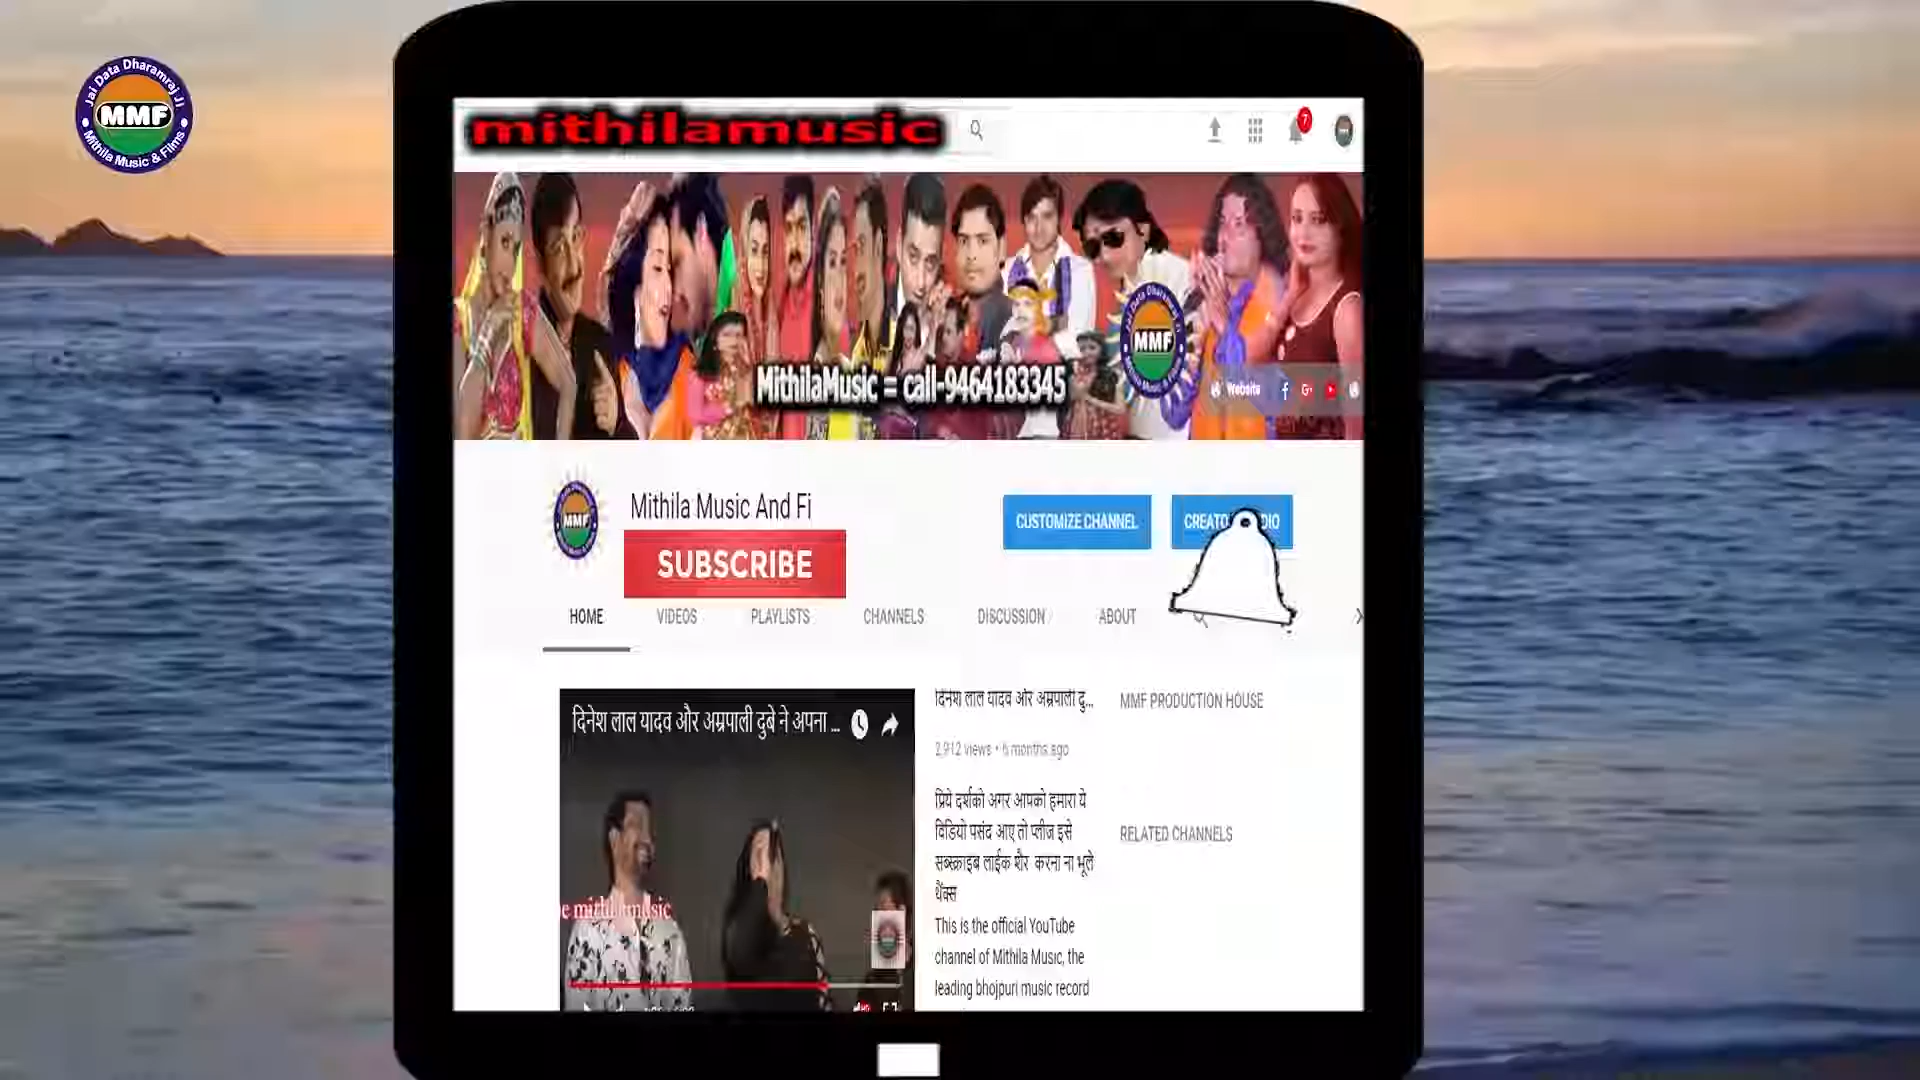 Jai Data Dharamraj Ji
MMF
Mithila Music & Films
mithilamusic
7
MMF
MithilaMusic = call-9464183345
Website
MMF
Mithila Music And Fi
SUBSCRIBE
CUSTOMIZE CHANNEL
HOME
VIDEOS
PLAYLISTS
CHANNELS
DISCUSSION
ABOUT
दिनेश लाल यादव और अम्रपाली दुबे ने अपना ...
दिनेश लाल यादव और अम्रपाली दु...
2,912 views • 6 months ago
प्रिये दर्शको अगर आपको हमारा ये
विडियो पसंद आए तो प्लीज इसे
सब्स्क्राइब लाईक शैर करना ना भूले
थैंक्स
This is the official YouTube
channel of Mithila Music, the
leading bhojpuri music record
MMF PRODUCTION HOUSE
RELATED CHANNELS